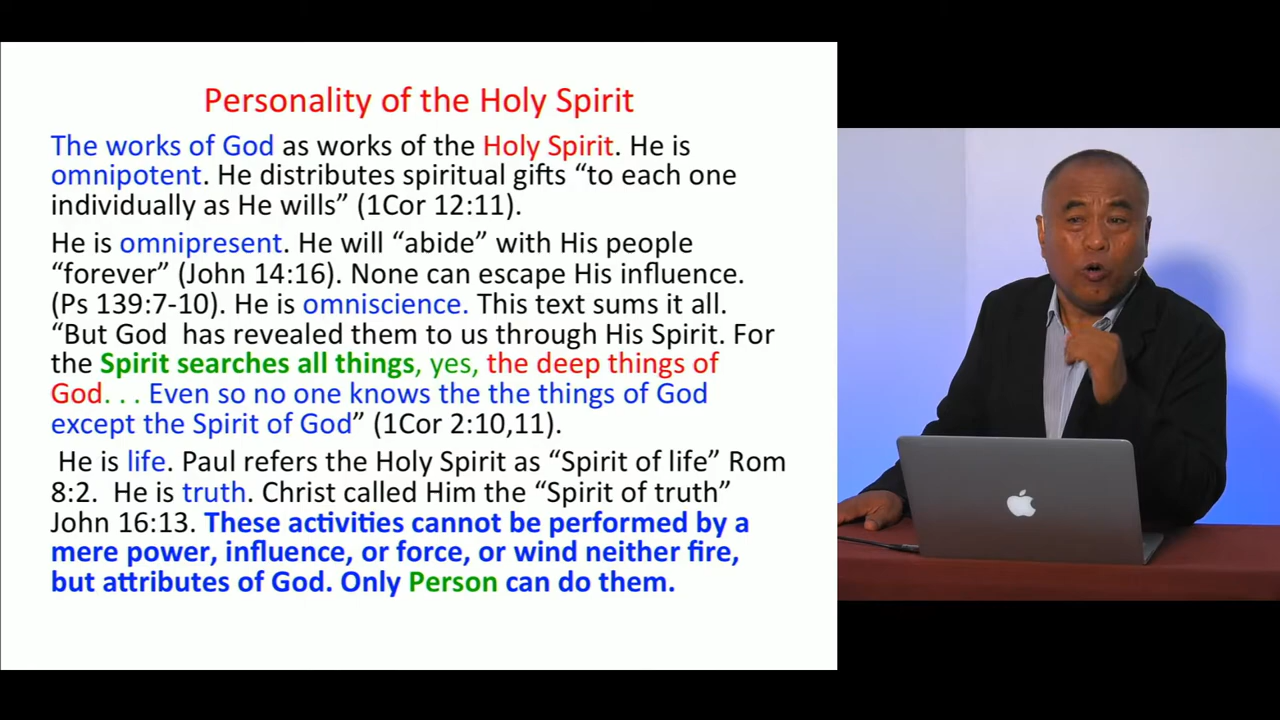 Personality of the Holy Spirit
The works of God as works of the Holy Spirit. He is
omnipotent. He distributes spiritual gifts “to each one
individually as He wills” (1Cor 12:11).
He is omnipresent. He will “abide” with His people
“forever” (John 14:16). None can escape His influence.
(Ps 139:7-10). He is omniscience. This text sums it all.
“But God  has revealed them to us through His Spirit. For
the Spirit searches all things, yes, the deep things of
God. . . Even so no one knows the the things of God
except the Spirit of God” (1Cor 2:10,11).
He is life. Paul refers the Holy Spirit as “Spirit of life” Rom
8:2.  He is truth. Christ called Him the “Spirit of truth”
John 16:13. These activities cannot be performed by a
mere power, influence, or force, or wind neither fire,
but attributes of God. Only Person can do them.